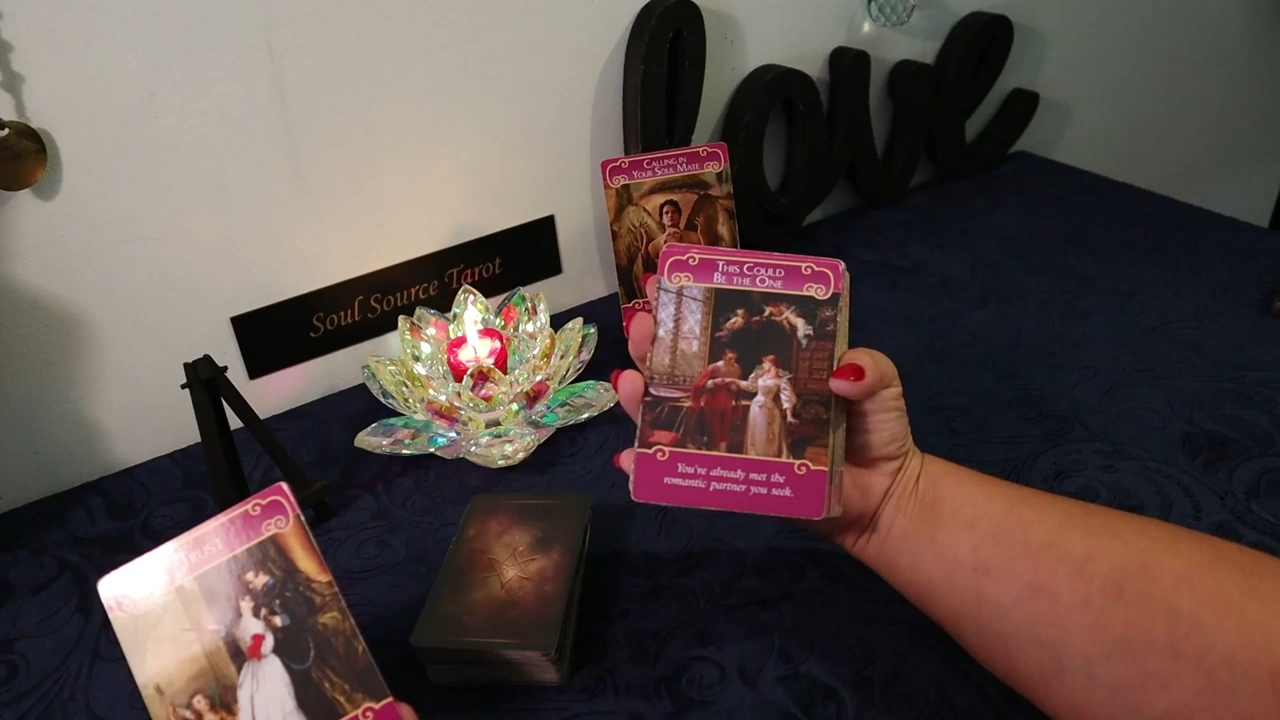 love
CALLING IN
YOUR SOUL MATE
Soul Source Tarot
THIS COULD
BE THE ONE
You've already met the
romantic partner you seek.
TRUST